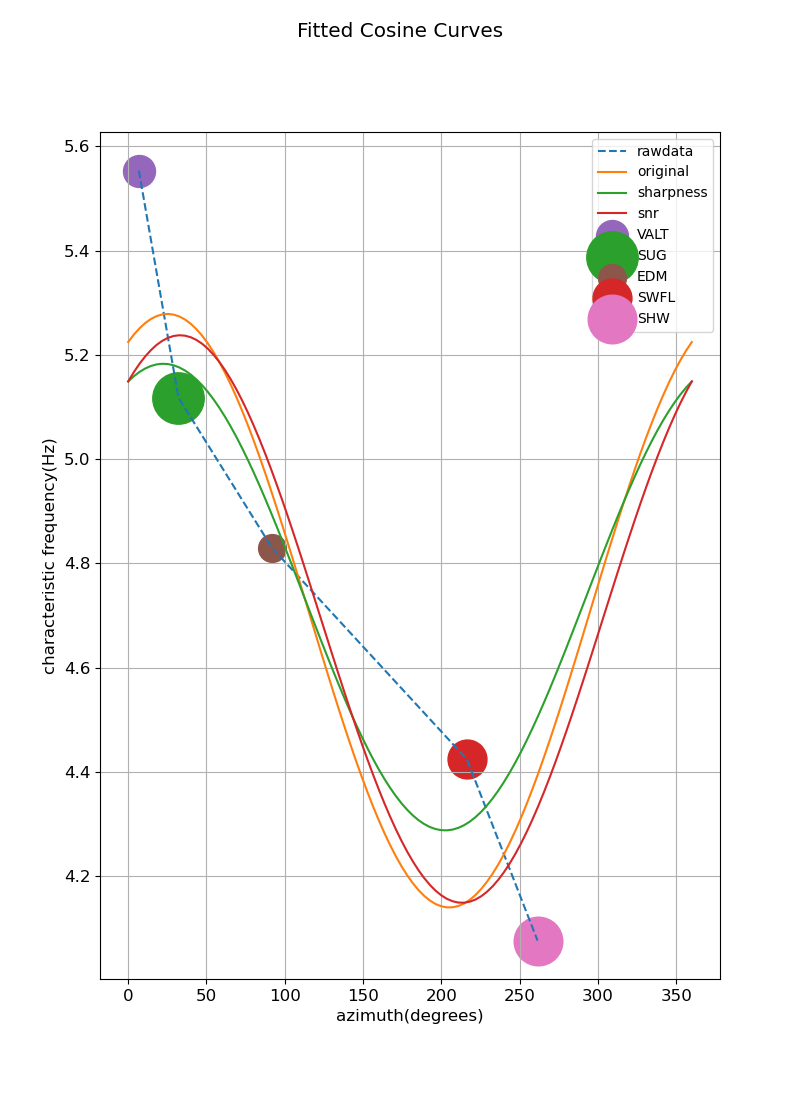 Fitted Cosine Curves
5.6
5.4
5.2
5.0
4.8
4.6
4.4
4.2
characteristic frequency(Hz)
0 50 100 150 200 250 300 350
azimuth(degrees)
rawdata
original
sharpness
snr
VALT
SUG
EDM
SWFL
SHW